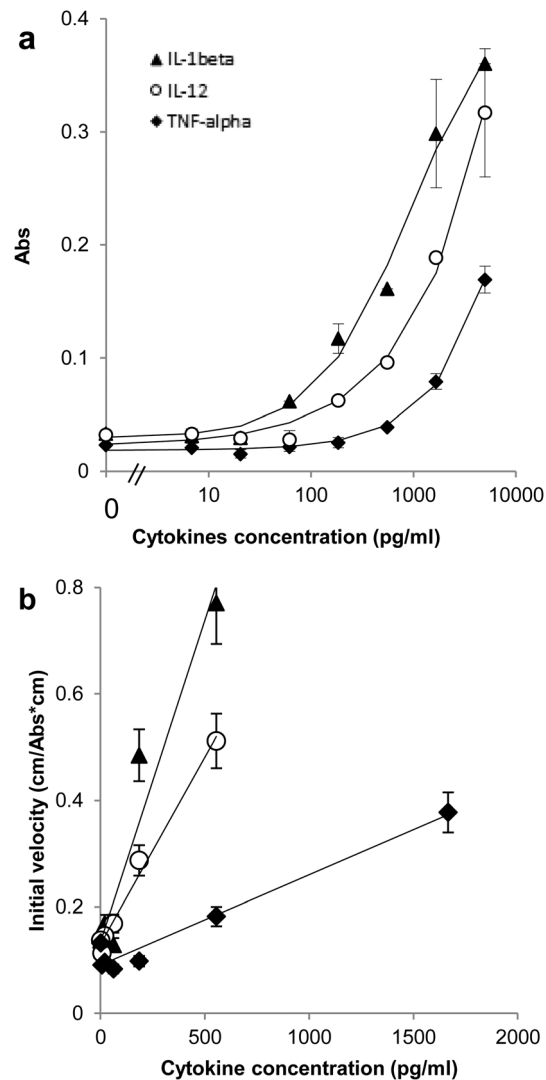 a
0.4
IL-1beta
IL-12
TNF-alpha
0.3
Abs
0.2
0.1
0
0
10
100
1000
10000
Cytokines concentration (pg/ml)
b
0.8
0.6
Initial velocity (cm/Abs*cm)
0.4
0.2
0
0
500
1000
1500
2000
Cytokine concentration (pg/ml)